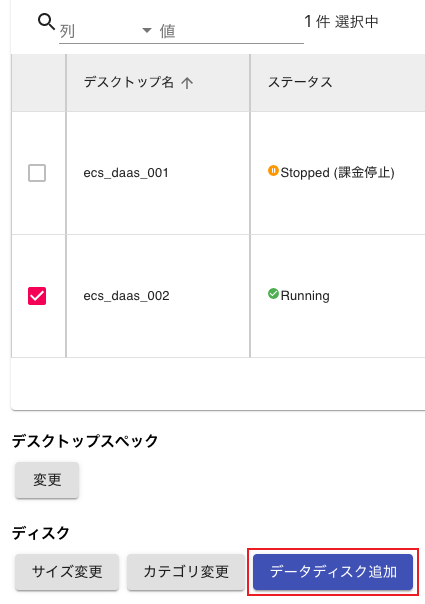 列 値 1 件 選択中
デスクトップ名 ↑ ステータス
ecs_daas_001 Stopped (課金停止)
ecs_daas_002 Running
デスクトップスペック
変更
ディスク
サイズ変更 カテゴリ変更 データディスク追加